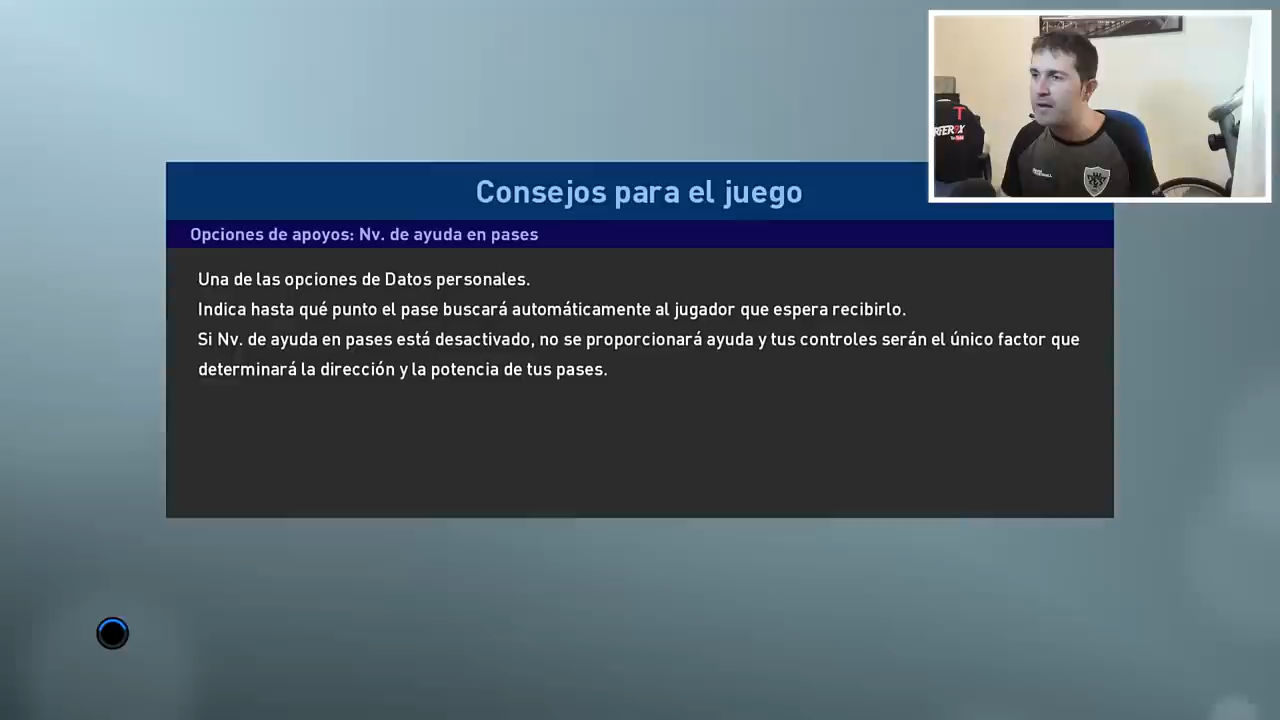 Consejos para el juego
Opciones de apoyos: Nv. de ayuda en pases
Una de las opciones de Datos personales.
Indica hasta qué punto el pase buscará automáticamente al jugador que espera recibirlo.
Si Nv. de ayuda en pases está desactivado, no se proporcionará ayuda y tus controles serán el único factor que
determinará la dirección y la potencia de tus pases.